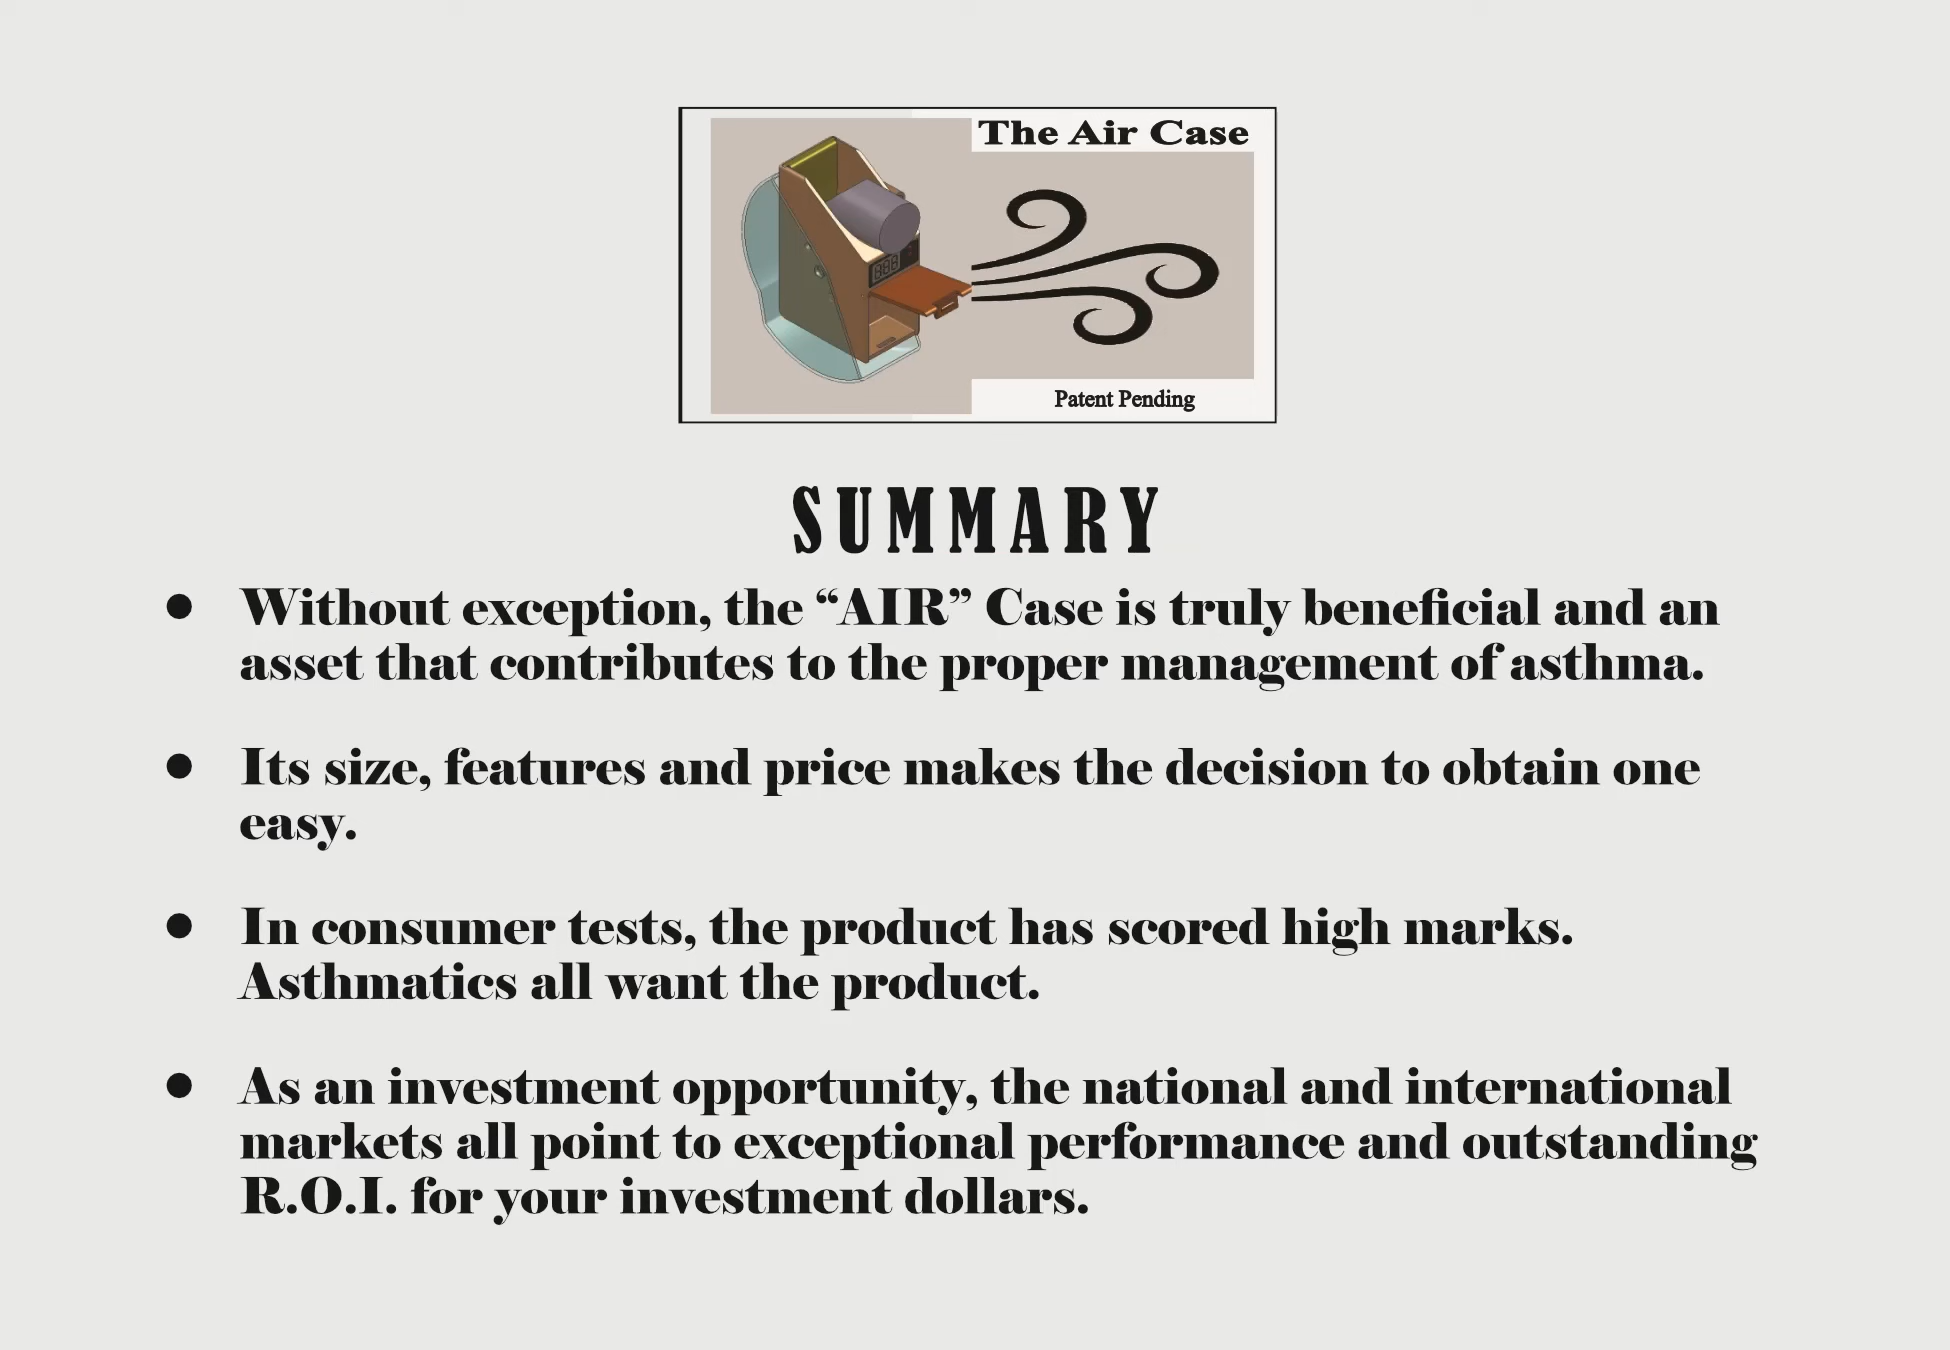 The Air Case
Patent Pending
SUMMARY
● Without exception, the “AIR” Case is truly beneficial and an
asset that contributes to the proper management of asthma.
● Its size, features and price makes the decision to obtain one
easy.
● In consumer tests, the product has scored high marks.
Asthmatics all want the product.
● As an investment opportunity, the national and international
markets all point to exceptional performance and outstanding
R.O.I. for your investment dollars.